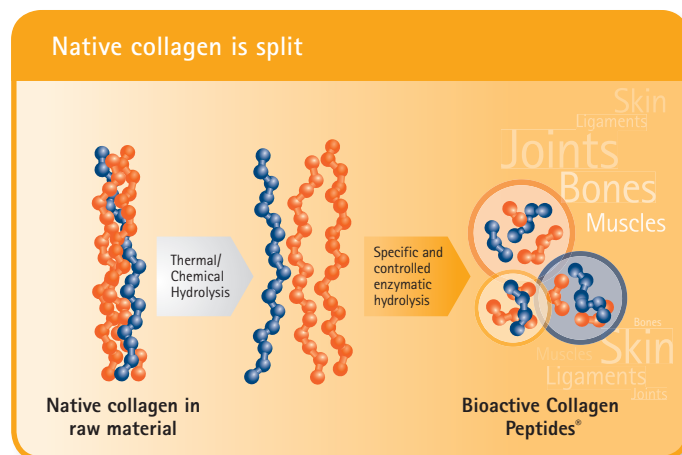 Native collagen is split
Skin
Ligaments
Joints
Bones
Muscles
Thermal/
Chemical
Hydrolysis
Specific and
controlled
enzymatic
hydrolysis
Bones
Muscles Skin
Ligaments
Joints
Native collagen in
raw material
Bioactive Collagen
Peptides®